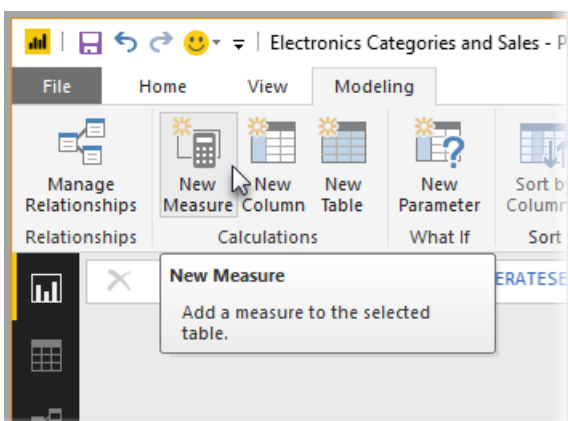 Electronics Categories and Sales - P
File Home View Modeling
Manage Relationships
New Measure
New Column
New Table
New Parameter
Sort by Column
Relationships Calculations What If Sort
ERATESE
New Measure
Add a measure to the selected
table.